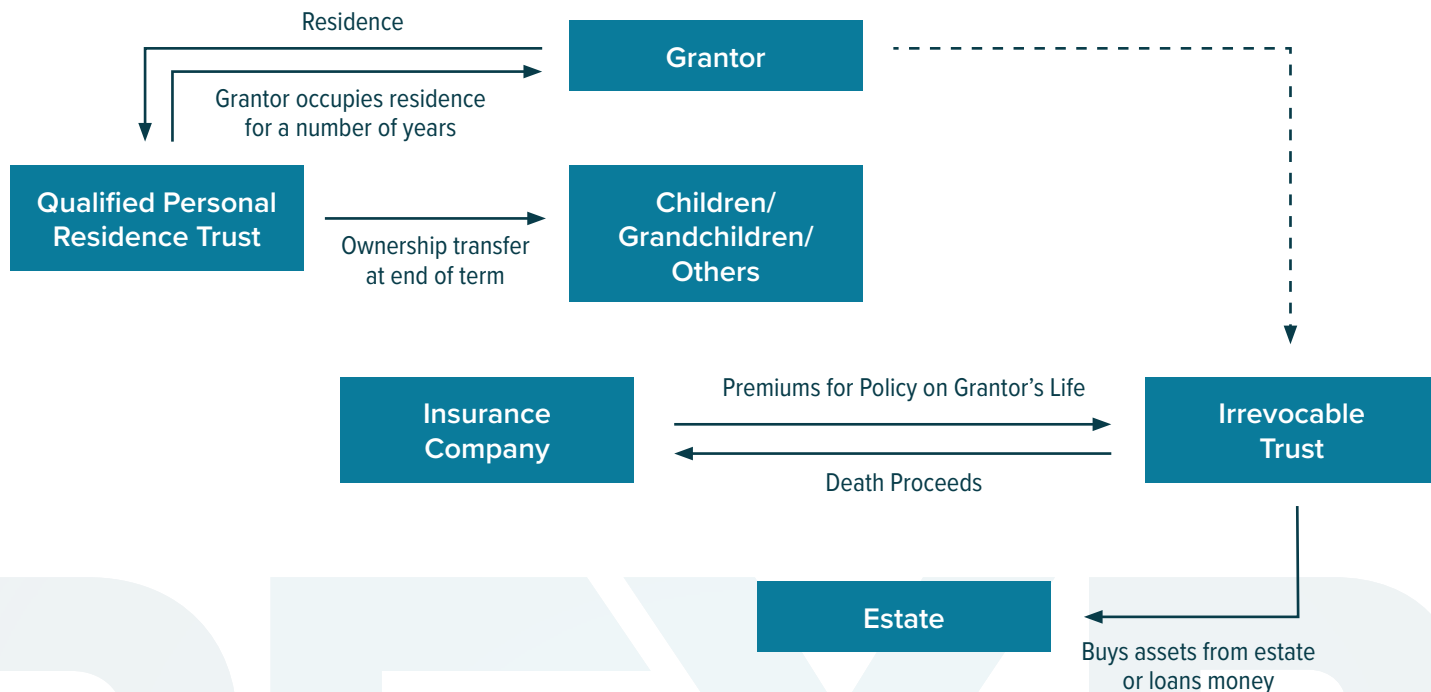 Residence
Grantor
Grantor occupies residence
for a number of years
Qualified Personal
Residence Trust
Ownership transfer
at end of term
Children/
Grandchildren/
Others
Insurance
Company
Premiums for Policy on Grantor’s Life
Death Proceeds
Irrevocable
Trust
Estate
Buys assets from estate
or loans money